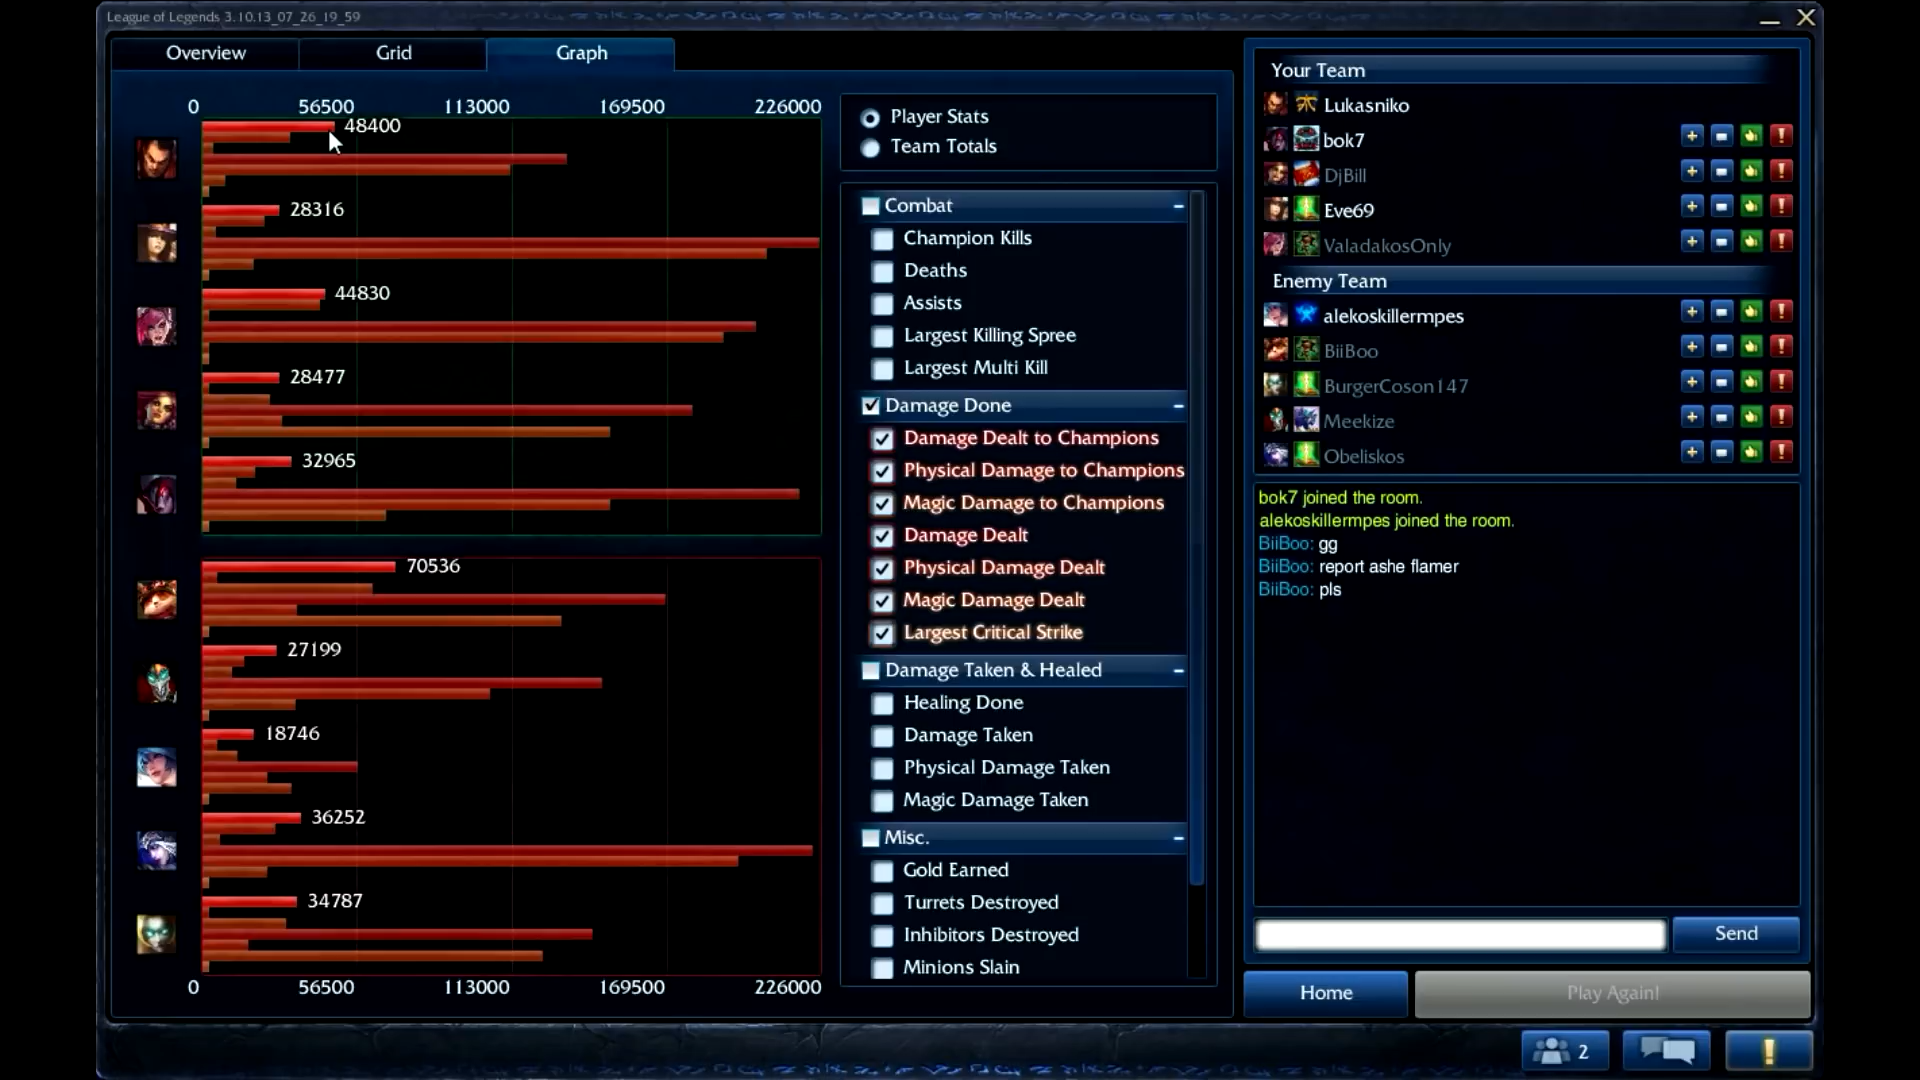 League of Legends 3.10.13_07_26_19_59
Overview
Grid
Graph
0 56500 113000 169500 226000
48400
28316
44830
28477
32965
70536
27199
18746
36252
34787
0 56500 113000 169500 226000
Player Stats
Team Totals
Combat
Champion Kills
Deaths
Assists
Largest Killing Spree
Largest Multi Kill
Damage Done
Damage Dealt to Champions
Physical Damage to Champions
Magic Damage to Champions
Damage Dealt
Physical Damage Dealt
Magic Damage Dealt
Largest Critical Strike
Damage Taken & Healed
Healing Done
Damage Taken
Physical Damage Taken
Magic Damage Taken
Misc.
Gold Earned
Turrets Destroyed
Inhibitors Destroyed
Minions Slain
Your Team
Lukasniko
bok7
DjBill
Eve69
ValadakosOnly
Enemy Team
alekoskillermpes
BiiBoo
BurgerCoson147
Meekize
Obeliskos
bok7 joined the room.
alekoskillermpes joined the room.
BiiBoo: gg
BiiBoo: report ashe flamer
BiiBoo: pls
Send
Home
Play Again!
2